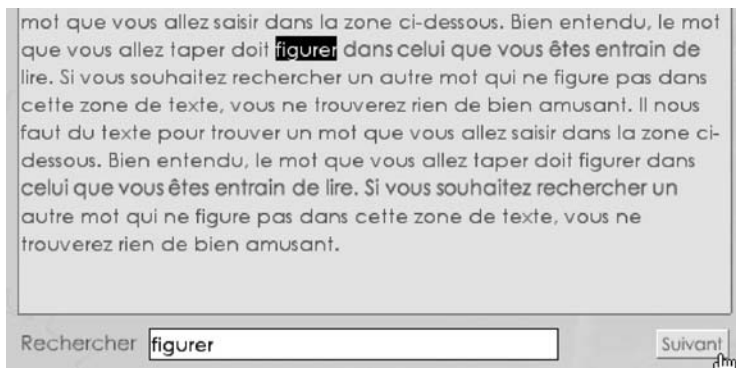 mot que vous allez saisir dans la zone ci-dessous. Bien entendu, le mot
que vous allez taper doit figurer dans celui que vous êtes entrain de
lire. Si vous souhaitez rechercher un autre mot qui ne figure pas dans
cette zone de texte, vous ne trouverez rien de bien amusant. Il nous
faut du texte pour trouver un mot que vous allez saisir dans la zone ci-
dessous. Bien entendu, le mot que vous allez taper doit figurer dans
celui que vous êtes entrain de lire. Si vous souhaitez rechercher un
autre mot qui ne figure pas dans cette zone de texte, vous ne
trouverez rien de bien amusant.
Rechercher figurer Suivant